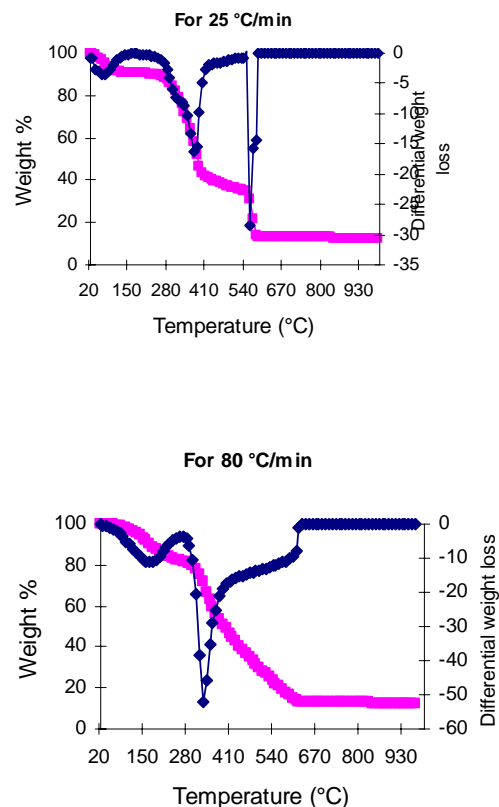 For 25 °C/min
100
80
60
40
20
0
Weight %
0
-5
-10
-15
-20
-25
-30
-35
Differential weight
loss
20 150 280 410 540 670 800 930
Temperature (°C)
For 80 °C/min
100
80
60
40
20
0
Weight %
0
-10
-20
-30
-40
-50
-60
Differential weight loss
20 150 280 410 540 670 800 930
Temperature (°C)